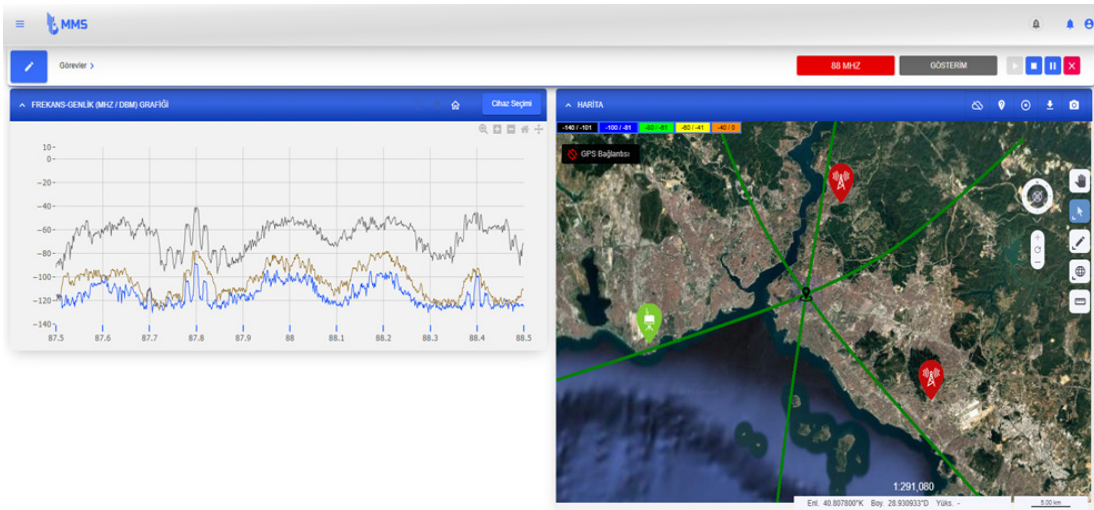 MMS
Görevler >
88 MHZ
GÖSTERİM
FREKANS-GENLİK (MHZ / DBM) GRAFİĞİ
Cihaz Seçimi
10
0
−20
−40
−60
−80
−100
−120
−140
87.5 87.6 87.7 87.8 87.9 88 88.1 88.2 88.3 88.4 88.5
HARİTA
-140 / -101 -100 / -81 -80 / -61 -60 / -41 -40 / 0
GPS Bağlantısı
1:291,080
Enl. 40.807800°K Boy. 28.930933°D Yüks. -
5.00 km